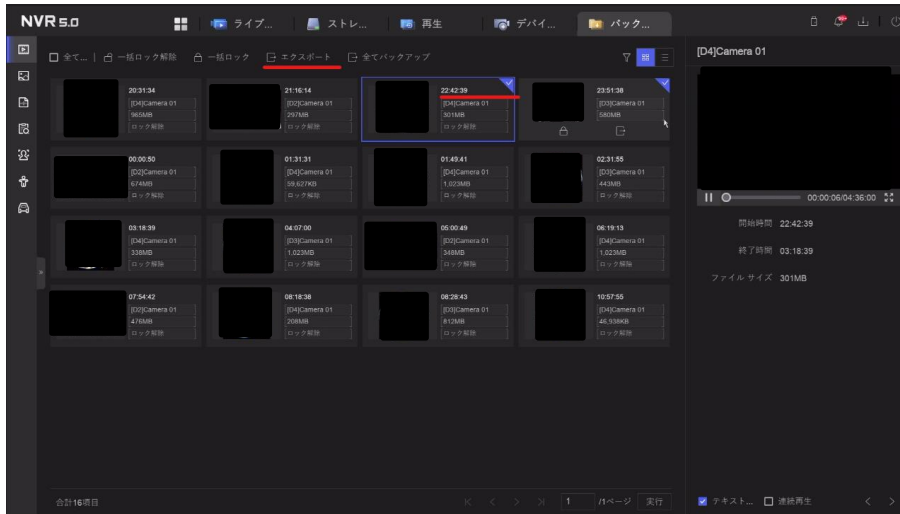 NVR 5.0
ライブ...
ストレ...
再生
デバイ...
バック...
全て...
一括ロック解除
一括ロック
エクスポート
全てバックアップ
[D4]Camera 01
20:31:34
[D4]Camera 01
965MB
ロック解除
21:16:14
[D2]Camera 01
297MB
ロック解除
22:42:39
[D4]Camera 01
301MB
ロック解除
23:51:38
[D3]Camera 01
580MB
00:00:50
[D2]Camera 01
674MB
ロック解除
01:31:31
[D4]Camera 01
59,627KB
ロック解除
01:49:41
[D4]Camera 01
1,023MB
ロック解除
02:31:55
[D3]Camera 01
443MB
ロック解除
03:18:39
[D4]Camera 01
338MB
ロック解除
04:07:00
[D3]Camera 01
1,023MB
ロック解除
05:00:49
[D2]Camera 01
348MB
ロック解除
06:19:13
[D4]Camera 01
1,023MB
ロック解除
07:54:42
[D2]Camera 01
476MB
ロック解除
08:18:38
[D4]Camera 01
208MB
ロック解除
08:28:43
[D3]Camera 01
812MB
ロック解除
10:57:55
[D4]Camera 01
46,938KB
ロック解除
00:00:06/04:36:00
開始時間 22:42:39
終了時間 03:18:39
ファイル サイズ 301MB
合計16項目
1 /1ページ 実行
テキスト...
連続再生